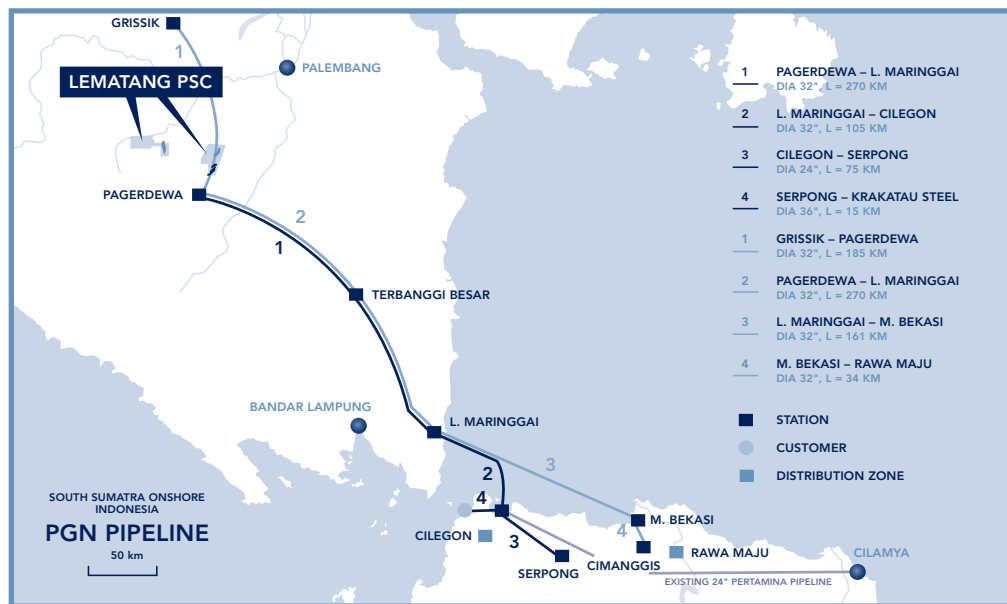 GRISSIK
1
LEMATANG PSC
PALEMBANG
PAGERDEWA
2
1
TERBANGGI BESAR
BANDAR LAMPUNG
L. MARINGGAI
2
3
4
CILEGON
3
SERPONG
M. BEKASI
4
CIMANGGIS
RAWA MAJU
CILAMYA
EXISTING 24" PERTAMINA PIPELINE
SOUTH SUMATRA ONSHORE
INDONESIA
PGN PIPELINE
50 km
1 PAGERDEWA – L. MARINGGAI
DIA 32", L = 270 KM
2 L. MARINGGAI – CILEGON
DIA 32", L = 105 KM
3 CILEGON – SERPONG
DIA 24", L = 75 KM
4 SERPONG – KRAKATAU STEEL
DIA 36", L = 15 KM
1 GRISSIK – PAGERDEWA
DIA 32", L = 185 KM
2 PAGERDEWA – L. MARINGGAI
DIA 32", L = 270 KM
3 L. MARINGGAI – M. BEKASI
DIA 32", L = 161 KM
4 M. BEKASI – RAWA MAJU
DIA 32", L = 34 KM
STATION
CUSTOMER
DISTRIBUTION ZONE